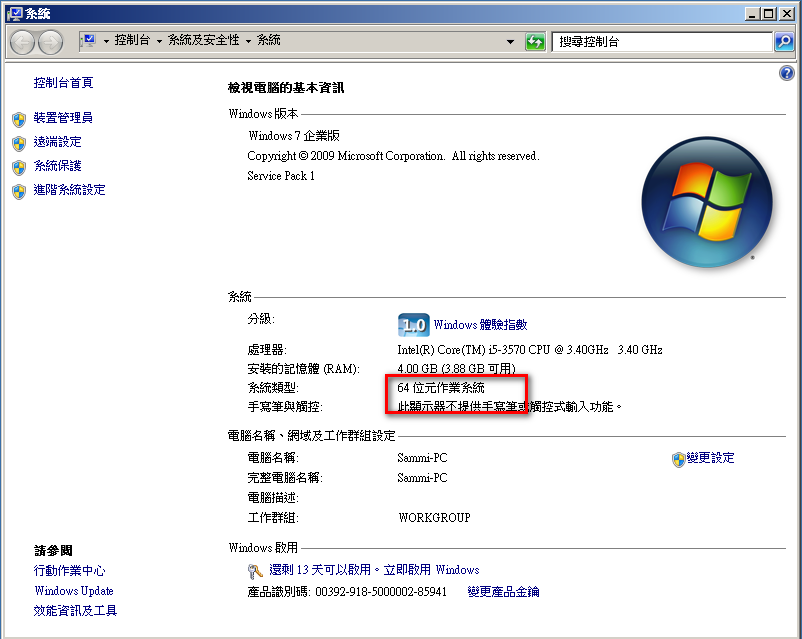 系統
控制台 系統及安全性 系統
搜尋控制台
控制台首頁
裝置管理員
遠端設定
系統保護
進階系統設定
檢視電腦的基本資訊
Windows 版本
Windows 7 企業版
Copyright © 2009 Microsoft Corporation. All rights reserved.
Service Pack 1
系統
分級: 1.0 Windows 體驗指數
處理器: Intel(R) Core(TM) i5-3570 CPU @ 3.40GHz 3.40 GHz
安裝的記憶體 (RAM): 4.00 GB (3.88 GB 可用)
系統類型: 64 位元作業系統
手寫筆與觸控: 此顯示器不提供手寫筆或觸控式輸入功能。
電腦名稱、網域及工作群組設定
電腦名稱: Sammi-PC 變更設定
完整電腦名稱: Sammi-PC
電腦描述:
工作群組: WORKGROUP
Windows 啟用
還剩 13 天可以啟用。立即啟用 Windows
產品識別碼: 00392-918-5000002-85941 變更產品金鑰
請參閱
行動作業中心
Windows Update
效能資訊及工具